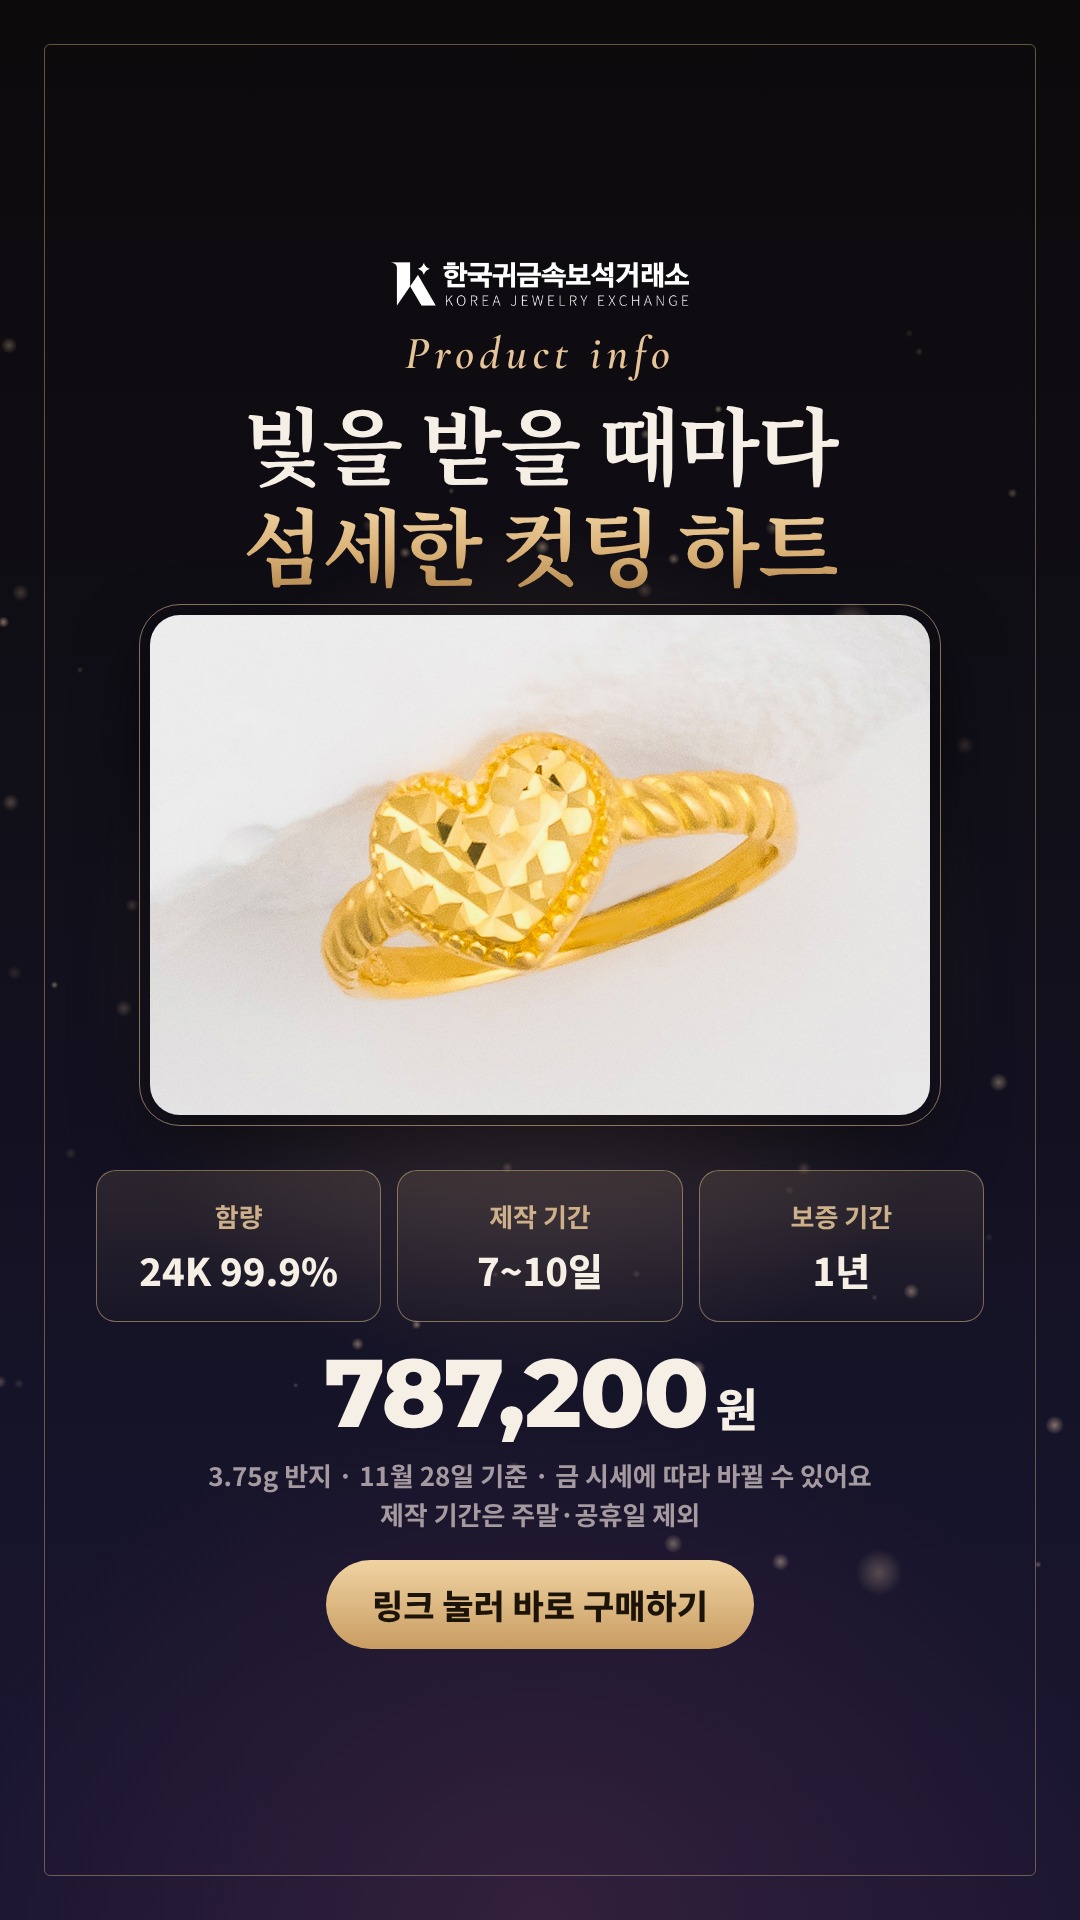 한국귀금속보석거래소
KOREA JEWELRY EXCHANGE
Product info
빛을 받을 때마다
섬세한 컷팅 하트
함량
24K 99.9%
제작 기간
7~10일
보증 기간
1년
787,200원
3.75g 반지 · 11월 28일 기준 · 금 시세에 따라 바뀔 수 있어요
제작 기간은 주말·공휴일 제외
링크 눌러 바로 구매하기